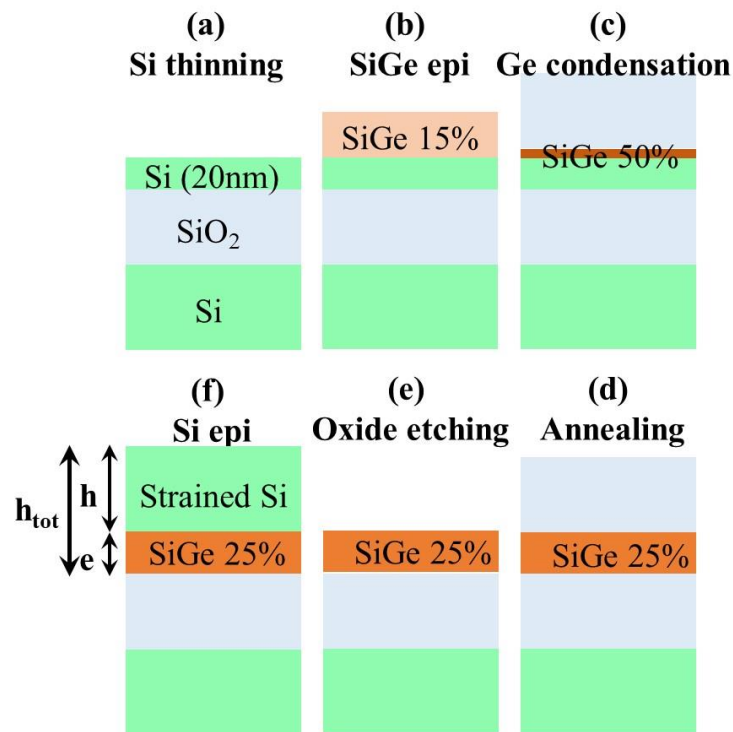 (a)
Si thinning
(b)
SiGe epi
(c)
Ge condensation
Si (20nm)
SiO₂
Si
SiGe 15%
SiGe 50%
(f)
Si epi
(e)
Oxide etching
(d)
Annealing
h_tot
h
e
Strained Si
SiGe 25%
SiGe 25%
SiGe 25%